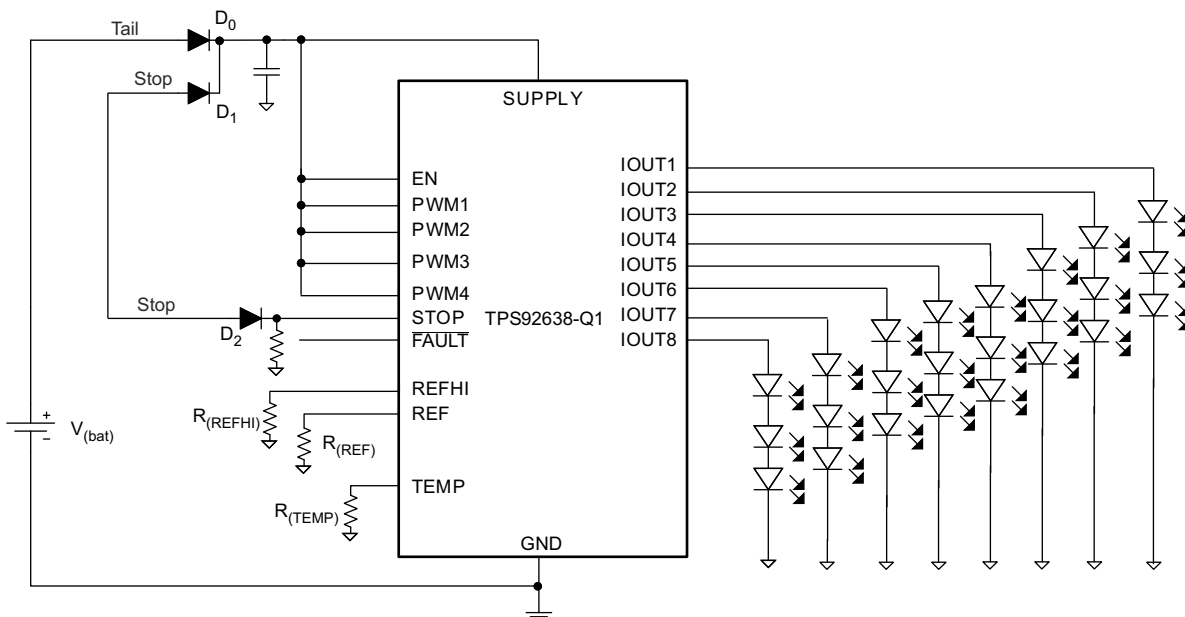 Tail
D0
Stop
D1
SUPPLY
EN
PWM1
PWM2
PWM3
PWM4
Stop
D2
STOP
TPS92638-Q1
FAULT
REFHI
REF
R(REFHI)
R(REF)
TEMP
R(TEMP)
GND
+
V(bat)
-
IOUT1
IOUT2
IOUT3
IOUT4
IOUT5
IOUT6
IOUT7
IOUT8